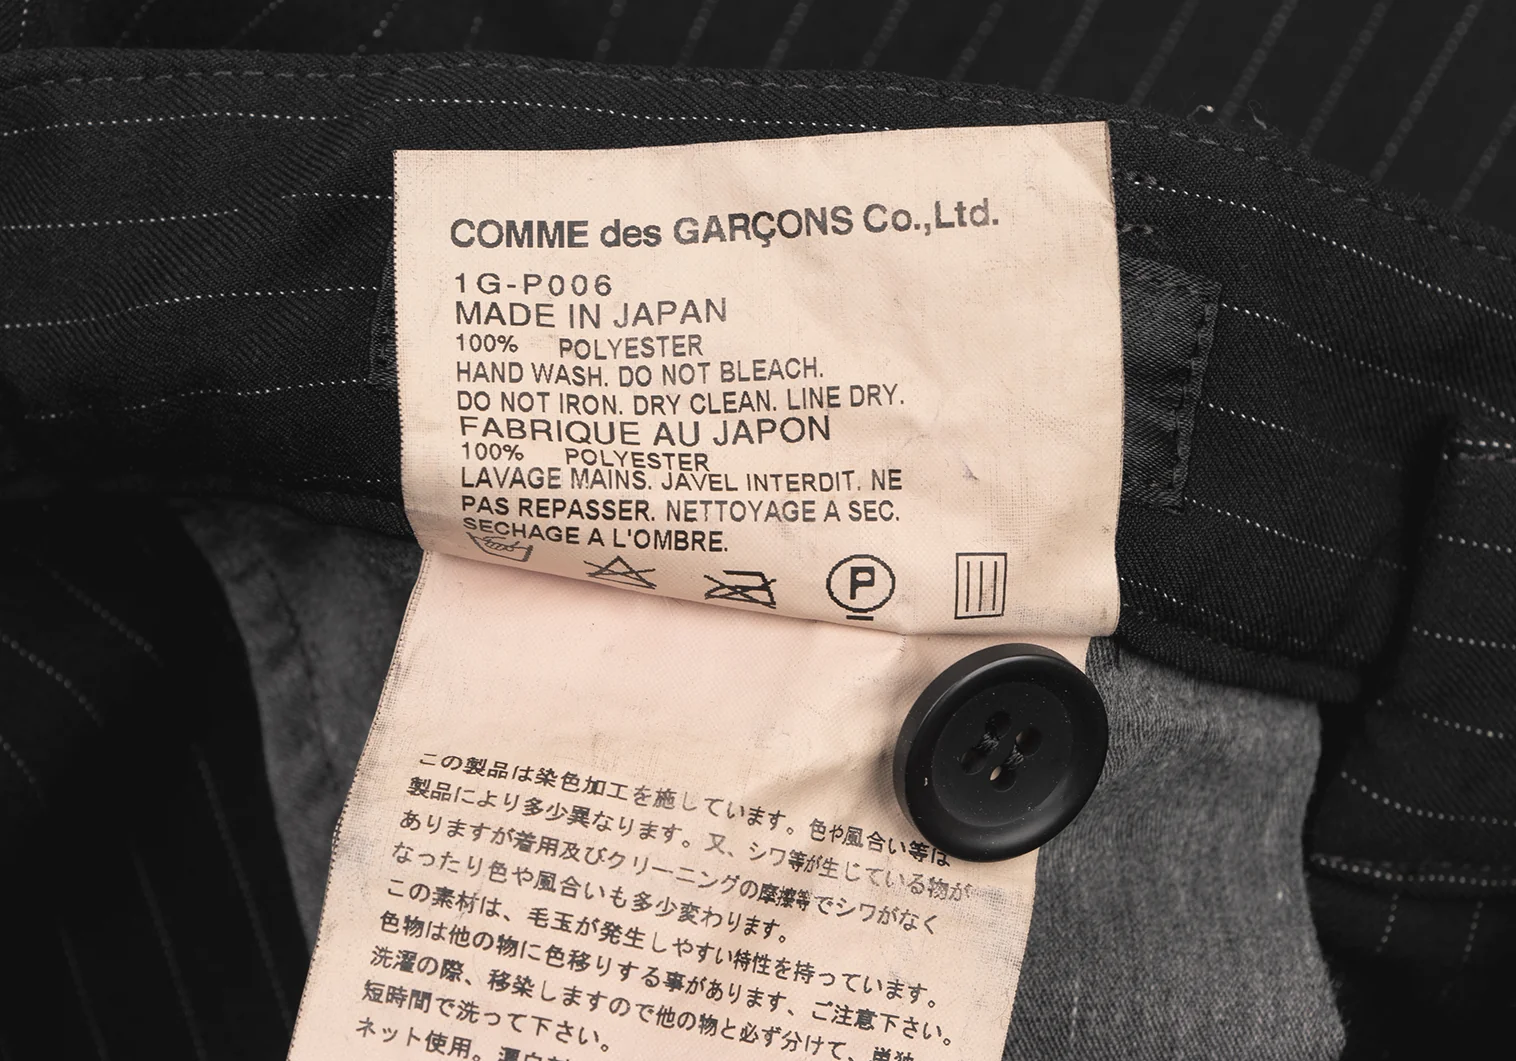 COMME des GARÇONS Co.,Ltd.
1G-P006
MADE IN JAPAN
100% POLYESTER
HAND WASH. DO NOT BLEACH.
DO NOT IRON. DRY CLEAN. LINE DRY.
FABRIQUE AU JAPON
100% POLYESTER
LAVAGE MAINS. JAVEL INTERDIT. NE
PAS REPASSER. NETTOYAGE A SEC.
SECHAGE A L'OMBRE.
P
この製品は染色加工を施しています。色や風合い等は
製品により多少異なります。又、シワ等が生じている物が
ありますが着用及びクリーニングの摩擦等でシワがなく
なったり色や風合いも多少変わります。
この素材は、毛玉が発生しやすい特性を持っています。
色物は他の物に色移りする事があります、ご注意下さい。
洗濯の際、移染しますので他の物と必ず分けて、単独
短時間で洗って下さい。
ネット使用。